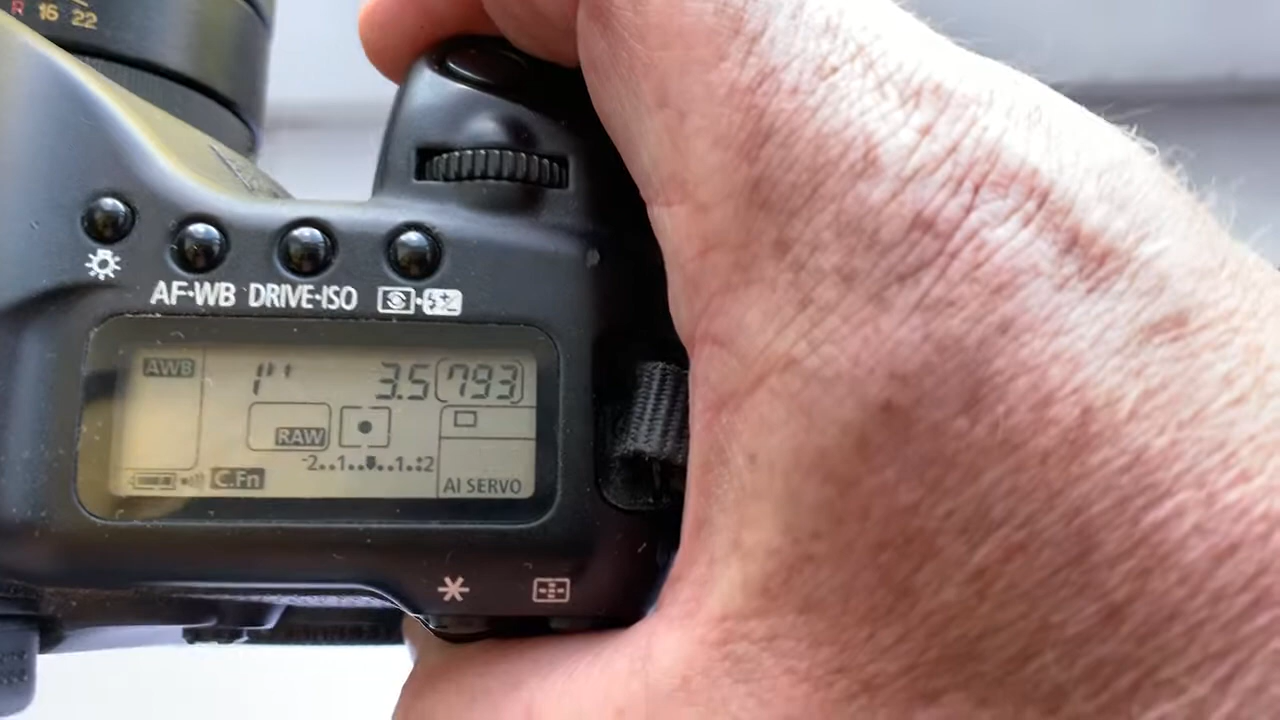 R 16 22
AF•WB DRIVE•ISO
AWB 1" 3.5 [793]
RAW
-2..1..▼..1..:2
C.Fn AI SERVO